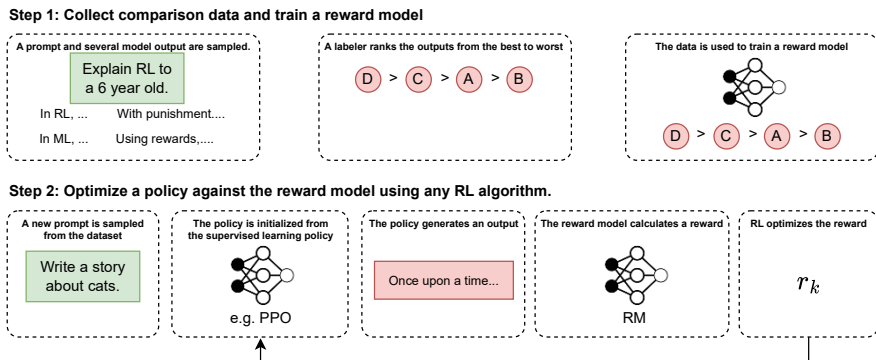 Step 1: Collect comparison data and train a reward model
A prompt and several model output are sampled.
Explain RL to
a 6 year old.
In RL, ... With punishment....
In ML, ... Using rewards,....
A labeler ranks the outputs from the best to worst
D > C > A > B
The data is used to train a reward model
D > C > A > B
Step 2: Optimize a policy against the reward model using any RL algorithm.
A new prompt is sampled
from the dataset
Write a story
about cats.
The policy is initialized from
the supervised learning policy
e.g. PPO
The policy generates an output
Once upon a time...
The reward model calculates a reward
RM
RL optimizes the reward
r_k